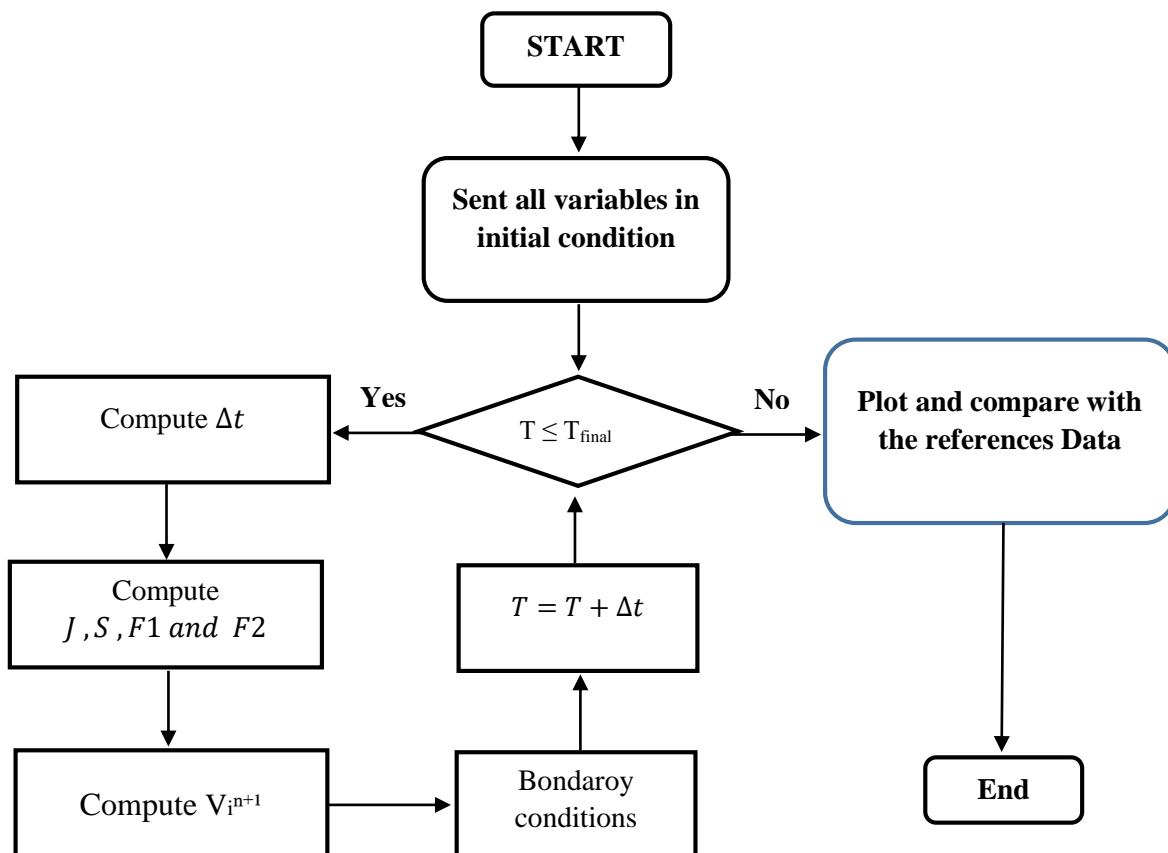 START
Sent all variables in
initial condition
Yes
No
Compute Δt
T ≤ Tfinal
Plot and compare with
the references Data
Compute
J , S , F1 and F2
T = T + Δt
Compute Vᵢⁿ⁺¹
Bondaroy
conditions
End